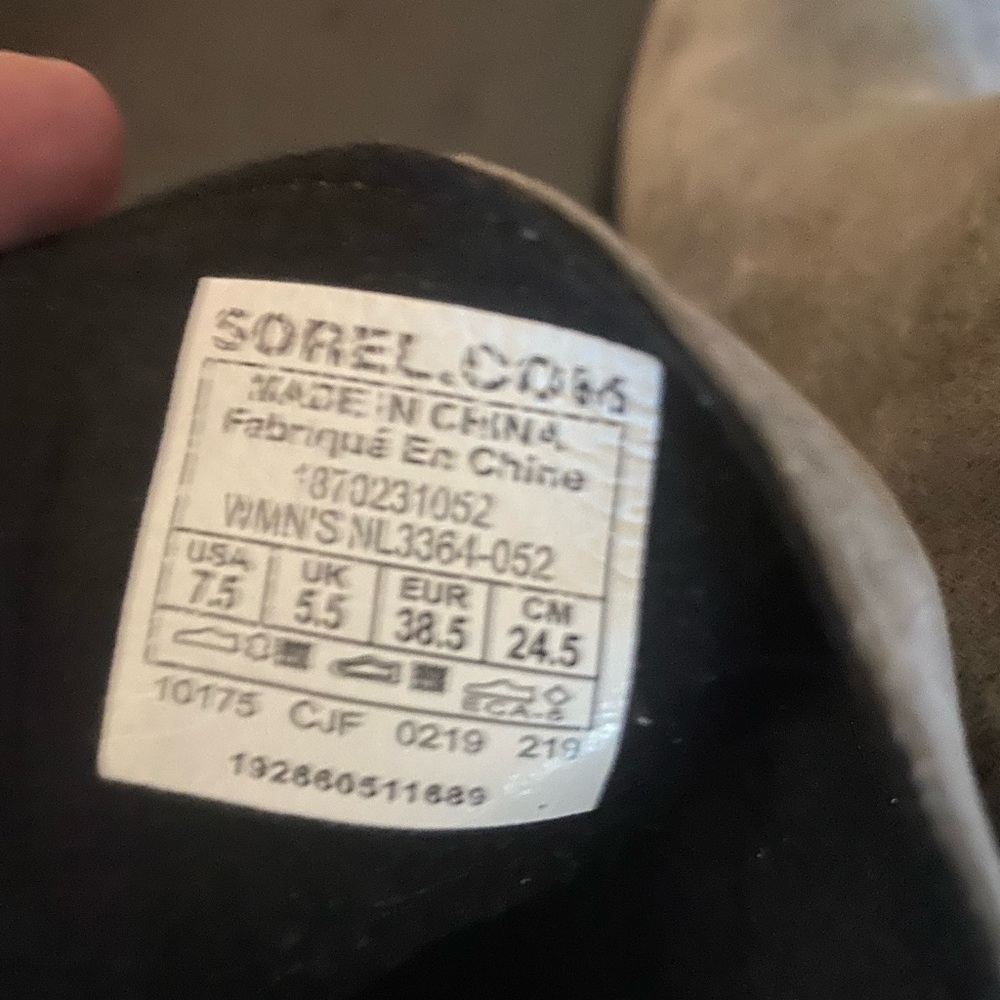 SOREL.COM
MADE IN CHINA
Fabriqué En Chine
1870231052
WMN'S NL3364-052
USA UK EUR CM
7.5 5.5 38.5 24.5
10175 CJF 0219 219
192660511689